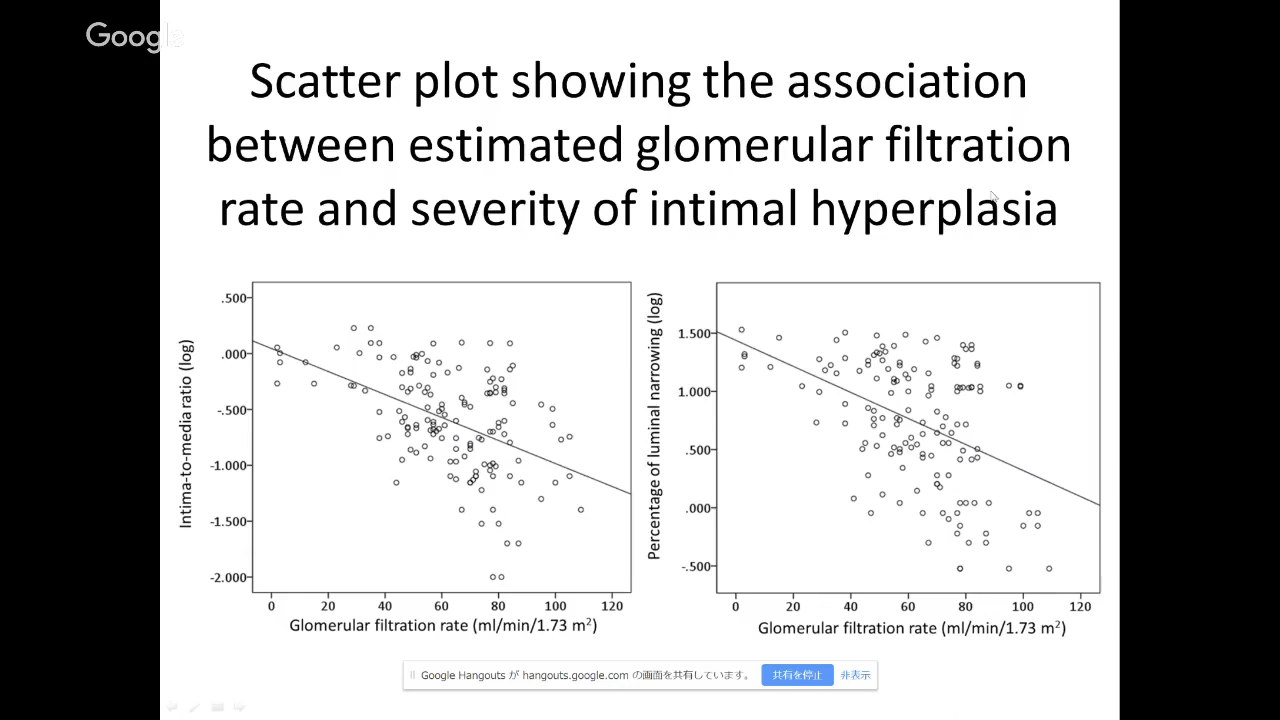 Google
Scatter plot showing the association
between estimated glomerular filtration
rate and severity of intimal hyperplasia
Intima-to-media ratio (log)
.500
.000
-.500
-1.000
-1.500
-2.000
0 20 40 60 80 100 120
Glomerular filtration rate (ml/min/1.73 m²)
Percentage of luminal narrowing (log)
1.500
1.000
.500
.000
-.500
0 20 40 60 80 100 120
Glomerular filtration rate (ml/min/1.73 m²)
Google Hangouts が hangouts.google.com の画面を共有しています。 共有を停止 非表示